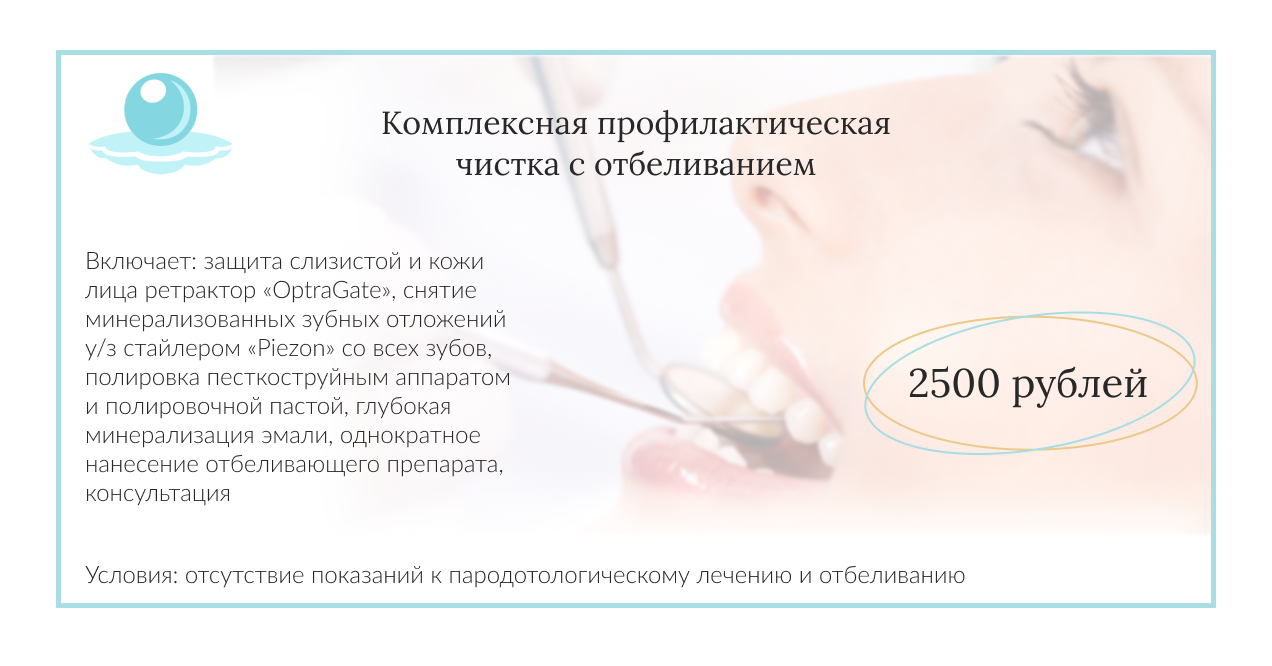 Комплексная профилактическая
чистка с отбеливанием
Включает: защита слизистой и кожи
лица ретрактор «OptraGate», снятие
минерализованных зубных отложений
у/з стайлером «Piezon» со всех зубов,
полировка песткоструйным аппаратом
и полировочной пастой, глубокая
минерализация эмали, однократное
нанесение отбеливающего препарата,
консультация
2500 рублей
Условия: отсутствие показаний к пародотологическому лечению и отбеливанию